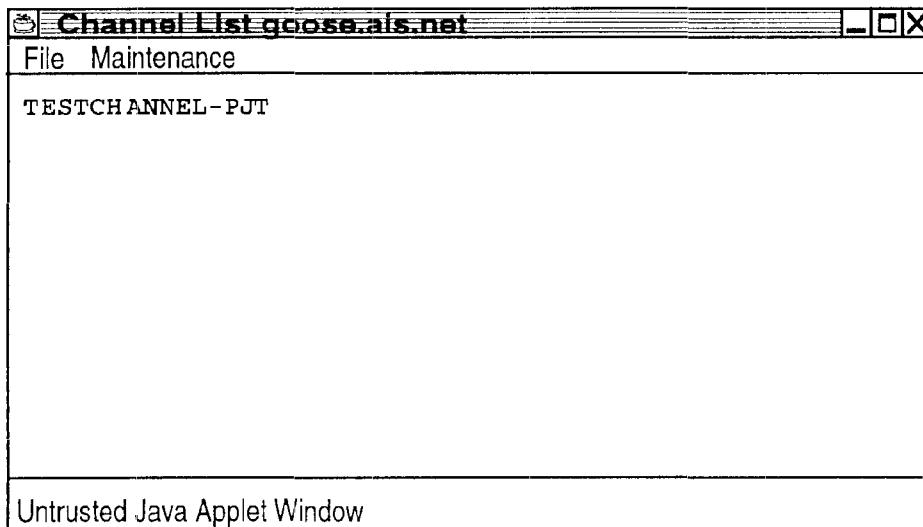 Channel List goose.ais.net
File Maintenance
TESTCHANNEL-PJT
Untrusted Java Applet Window